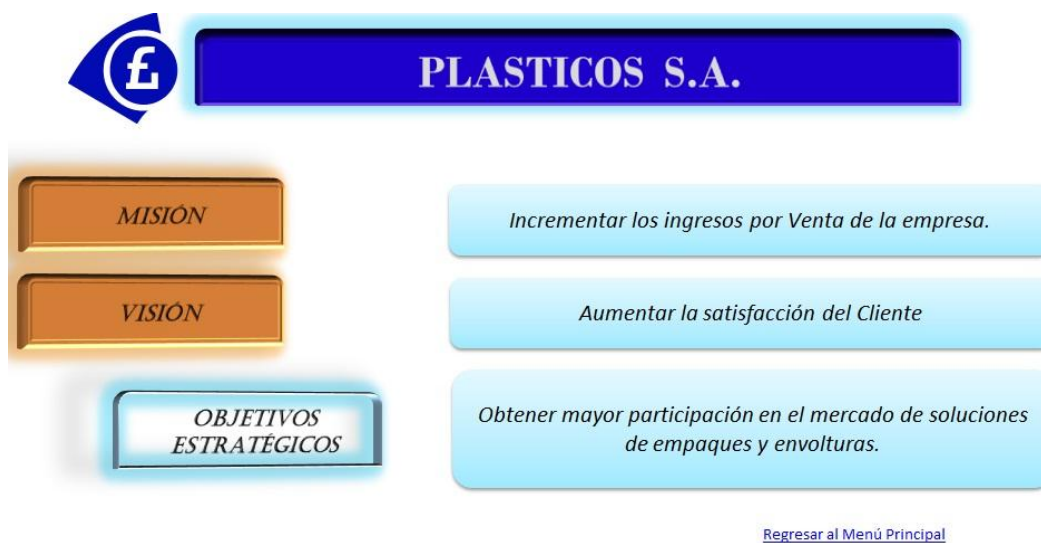 £
PLASTICOS S.A.
MISIÓN
Incrementar los ingresos por Venta de la empresa.
VISIÓN
Aumentar la satisfacción del Cliente
OBJETIVOS
ESTRATÉGICOS
Obtener mayor participación en el mercado de soluciones
de empaques y envolturas.
Regresar al Menú Principal